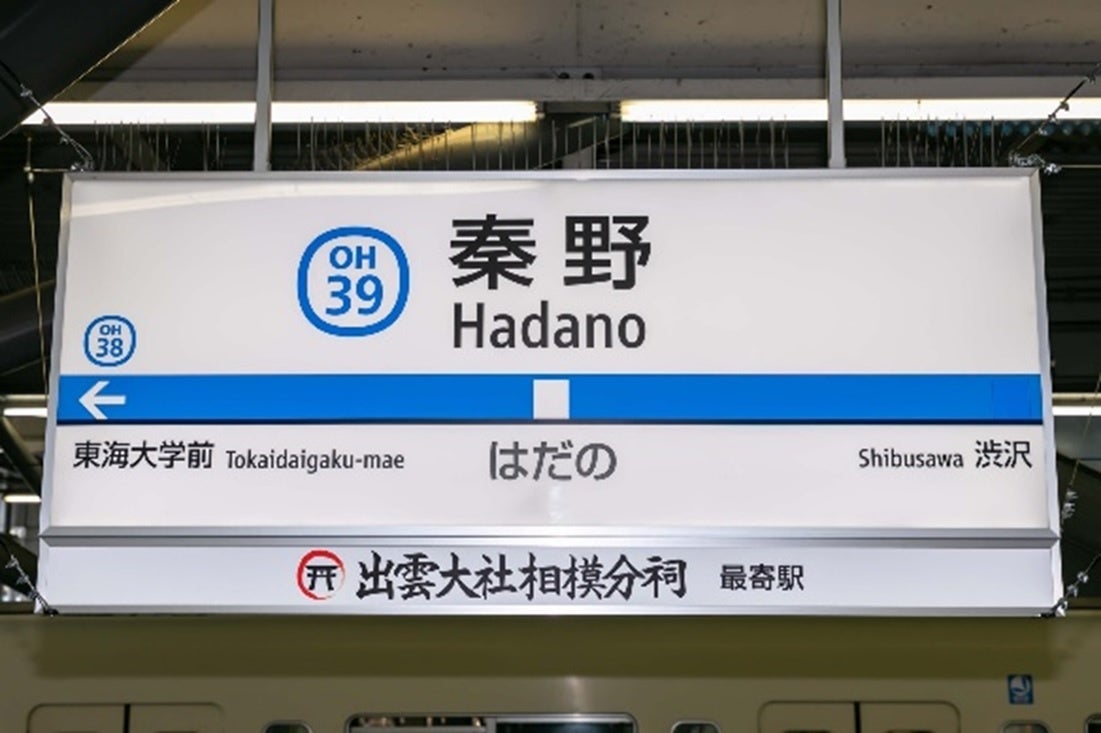 OH
39
秦野
Hadano
OH
38
東海大学前 Tokaidaigaku-mae
はだの
Shibusawa 渋沢
出雲大社相模分祠 最寄駅